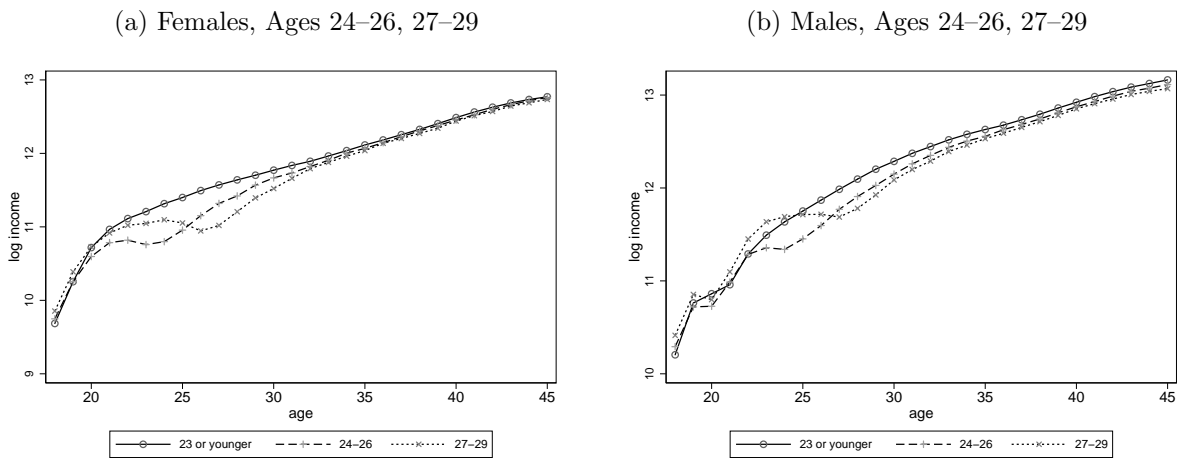 (a) Females, Ages 24–26, 27–29
13
12
11
10
9
log income
20 25 30 35 40 45
age
23 or younger 24–26 27–29
(b) Males, Ages 24–26, 27–29
13
12
11
10
log income
20 25 30 35 40 45
age
23 or younger 24–26 27–29